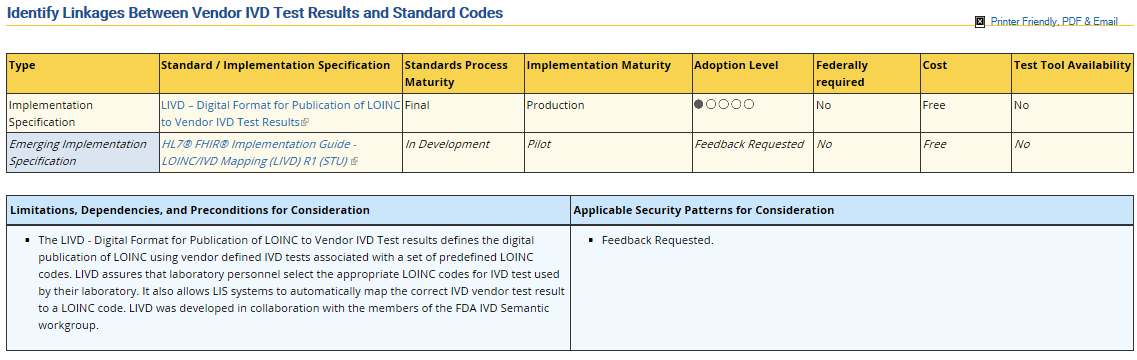 Identify Linkages Between Vendor IVD Test Results and Standard Codes
Printer Friendly, PDF & Email
Type Standard / Implementation Specification Standards Process Maturity Implementation Maturity Adoption Level Federally required Cost Test Tool Availability
Implementation Specification LIVD – Digital Format for Publication of LOINC to Vendor IVD Test Results Final Production No Free No
Emerging Implementation Specification HL7® FHIR® Implementation Guide - LOINC/IVD Mapping (LIVD) R1 (STU) In Development Pilot Feedback Requested No Free No
Limitations, Dependencies, and Preconditions for Consideration
The LIVD - Digital Format for Publication of LOINC to Vendor IVD Test results defines the digital
publication of LOINC using vendor defined IVD tests associated with a set of predefined LOINC
codes. LIVD assures that laboratory personnel select the appropriate LOINC codes for IVD test used
by their laboratory. It also allows LIS systems to automatically map the correct IVD vendor test result
to a LOINC code. LIVD was developed in collaboration with the members of the FDA IVD Semantic
workgroup.
Applicable Security Patterns for Consideration
Feedback Requested.